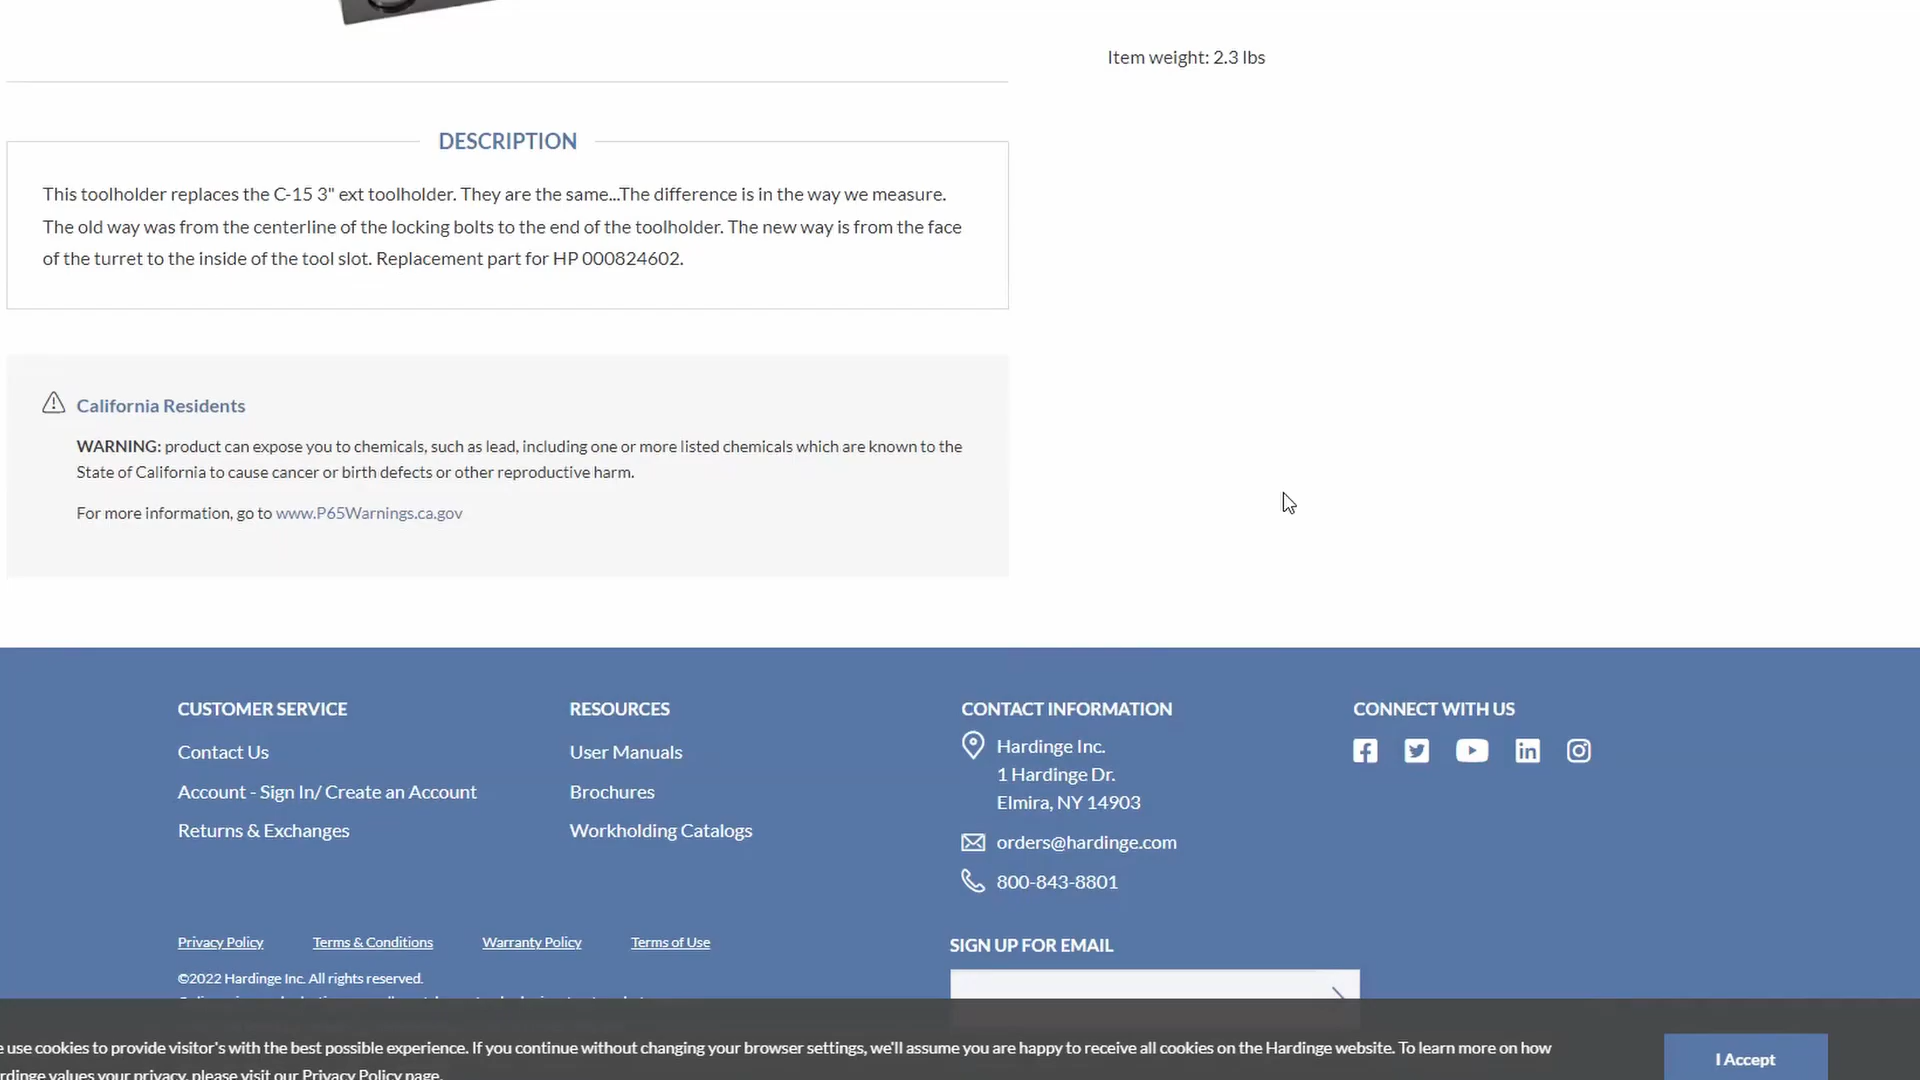 Item weight: 2.3 lbs
DESCRIPTION
This toolholder replaces the C-15 3" ext toolholder. They are the same...The difference is in the way we measure.
The old way was from the centerline of the locking bolts to the end of the toolholder. The new way is from the face
of the turret to the inside of the tool slot. Replacement part for HP 000824602.
California Residents
WARNING: product can expose you to chemicals, such as lead, including one or more listed chemicals which are known to the
State of California to cause cancer or birth defects or other reproductive harm.
For more information, go to www.P65Warnings.ca.gov
CUSTOMER SERVICE
Contact Us
Account - Sign In/ Create an Account
Returns & Exchanges
RESOURCES
User Manuals
Brochures
Workholding Catalogs
CONTACT INFORMATION
Hardinge Inc.
1 Hardinge Dr.
Elmira, NY 14903
orders@hardinge.com
800-843-8801
CONNECT WITH US
Privacy Policy Terms & Conditions Warranty Policy Terms of Use
©2022 Hardinge Inc. All rights reserved.
SIGN UP FOR EMAIL
use cookies to provide visitor's with the best possible experience. If you continue without changing your browser settings, we'll assume you are happy to receive all cookies on the Hardinge website. To learn more on how
rdinge values your privacy, please visit our Privacy Policy page.
I Accept